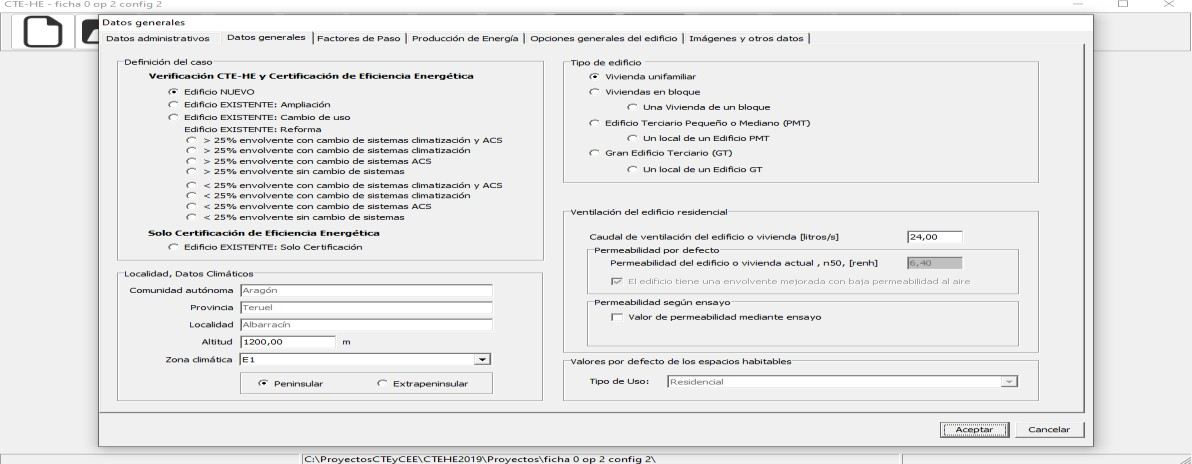 CTE-HE - ficha 0 op 2 config 2
Datos generales
Datos administrativos
Datos generales
Factores de Paso
Producción de Energía
Opciones generales del edificio
Imágenes y otros datos
Definición del caso
Verificación CTE-HE y Certificación de Eficiencia Energética
Edificio NUEVO
Edificio EXISTENTE: Ampliación
Edificio EXISTENTE: Cambio de uso
Edificio EXISTENTE: Reforma
> 25% envolvente con cambio de sistemas climatización y ACS
> 25% envolvente con cambio de sistemas climatización
> 25% envolvente con cambio de sistemas ACS
> 25% envolvente sin cambio de sistemas
< 25% envolvente con cambio de sistemas climatización y ACS
< 25% envolvente con cambio de sistemas climatización
< 25% envolvente con cambio de sistemas ACS
< 25% envolvente sin cambio de sistemas
Solo Certificación de Eficiencia Energética
Edificio EXISTENTE: Solo Certificación
Localidad, Datos Climáticos
Comunidad autónoma Aragón
Provincia Teruel
Localidad Albarracín
Altitud 1200,00 m
Zona climática E1
Peninsular Extrapeninsular
Tipo de edificio
Vivienda unifamiliar
Viviendas en bloque
Una Vivienda de un bloque
Edificio Terciario Pequeño o Mediano (PMT)
Un local de un Edificio PMT
Gran Edificio Terciario (GT)
Un local de un Edificio GT
Ventilación del edificio residencial
Caudal de ventilación del edificio o vivienda [litros/s] 24,00
Permeabilidad por defecto
Permeabilidad del edificio o vivienda actual , n50, [renh] 6,40
El edificio tiene una envolvente mejorada con baja permeabilidad al aire
Permeabilidad según ensayo
Valor de permeabilidad mediante ensayo
Valores por defecto de los espacios habitables
Tipo de Uso: Residencial
Aceptar Cancelar
C:\ProyectosCTEyCEE\CTEHE2019\Proyectos\ficha 0 op 2 config 2\